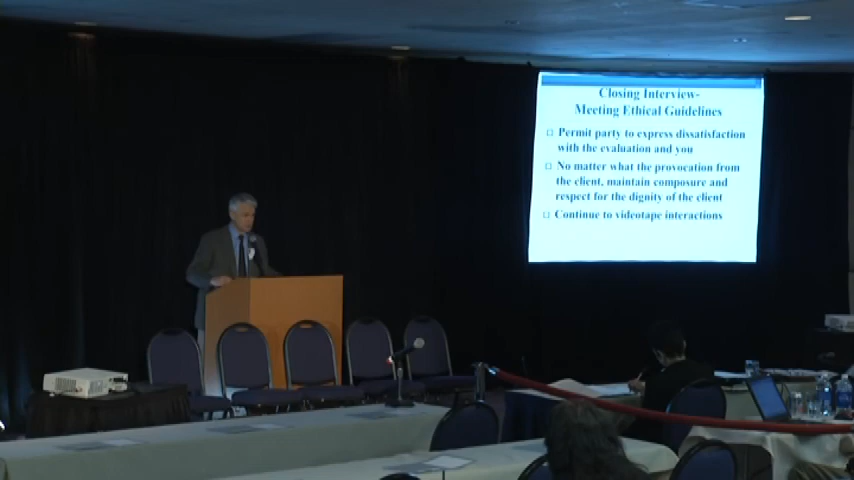 Closing Interview-
Meeting Ethical Guidelines
□ Permit party to express dissatisfaction
with the evaluation and you
□ No matter what the provocation from
the client, maintain composure and
respect for the dignity of the client
□ Continue to videotape interactions